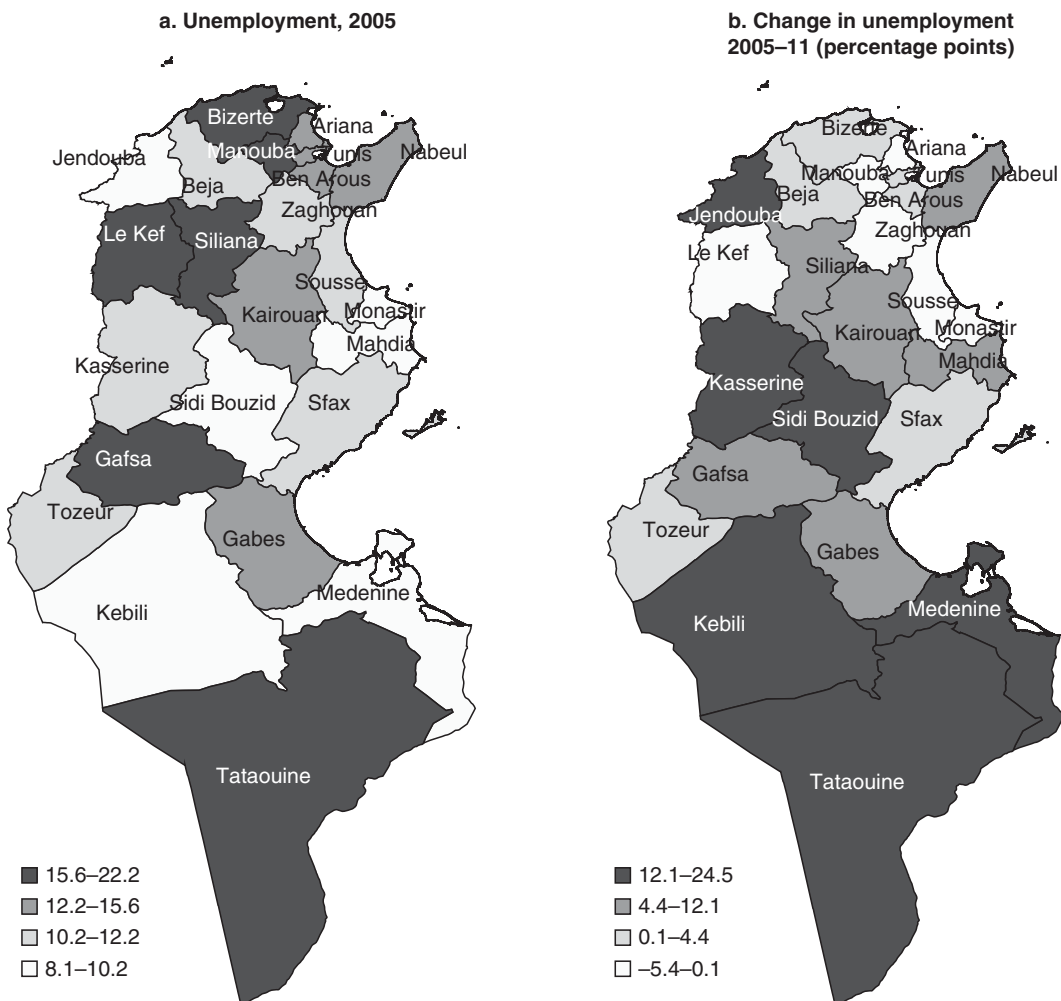 a. Unemployment, 2005
Bizerte
Ariana
Jendouba
Manouba
Tunis
Nabeul
Beja
Ben Arous
Zaghouan
Le Kef
Siliana
Sousse
Kairouan
Monastir
Mahdia
Kasserine
Sidi Bouzid
Sfax
Gafsa
Tozeur
Gabes
Medenine
Kebili
Tataouine
15.6–22.2
12.2–15.6
10.2–12.2
8.1–10.2
b. Change in unemployment
2005–11 (percentage points)
Bizerte
Ariana
Manouba
Tunis
Nabeul
Beja
Ben Arous
Jendouba
Zaghouan
Le Kef
Siliana
Sousse
Kairouan
Monastir
Mahdia
Kasserine
Sidi Bouzid
Sfax
Gafsa
Tozeur
Gabes
Medenine
Kebili
Tataouine
12.1–24.5
4.4–12.1
0.1–4.4
–5.4–0.1